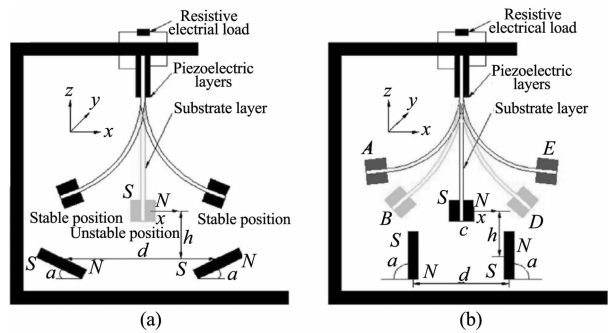 Resistive
electrial load
Piezoelectric
layers
Substrate layer
z
y
x
S
N
x
Stable position
Unstable position
Stable position
h
d
S
N
a
S
N
a
(a)
Resistive
electrical load
Piezoelectric
layers
Substrate layer
z
y
x
A
E
S
N
x
B
c
D
h
S
N
a
N
S
a
d
(b)